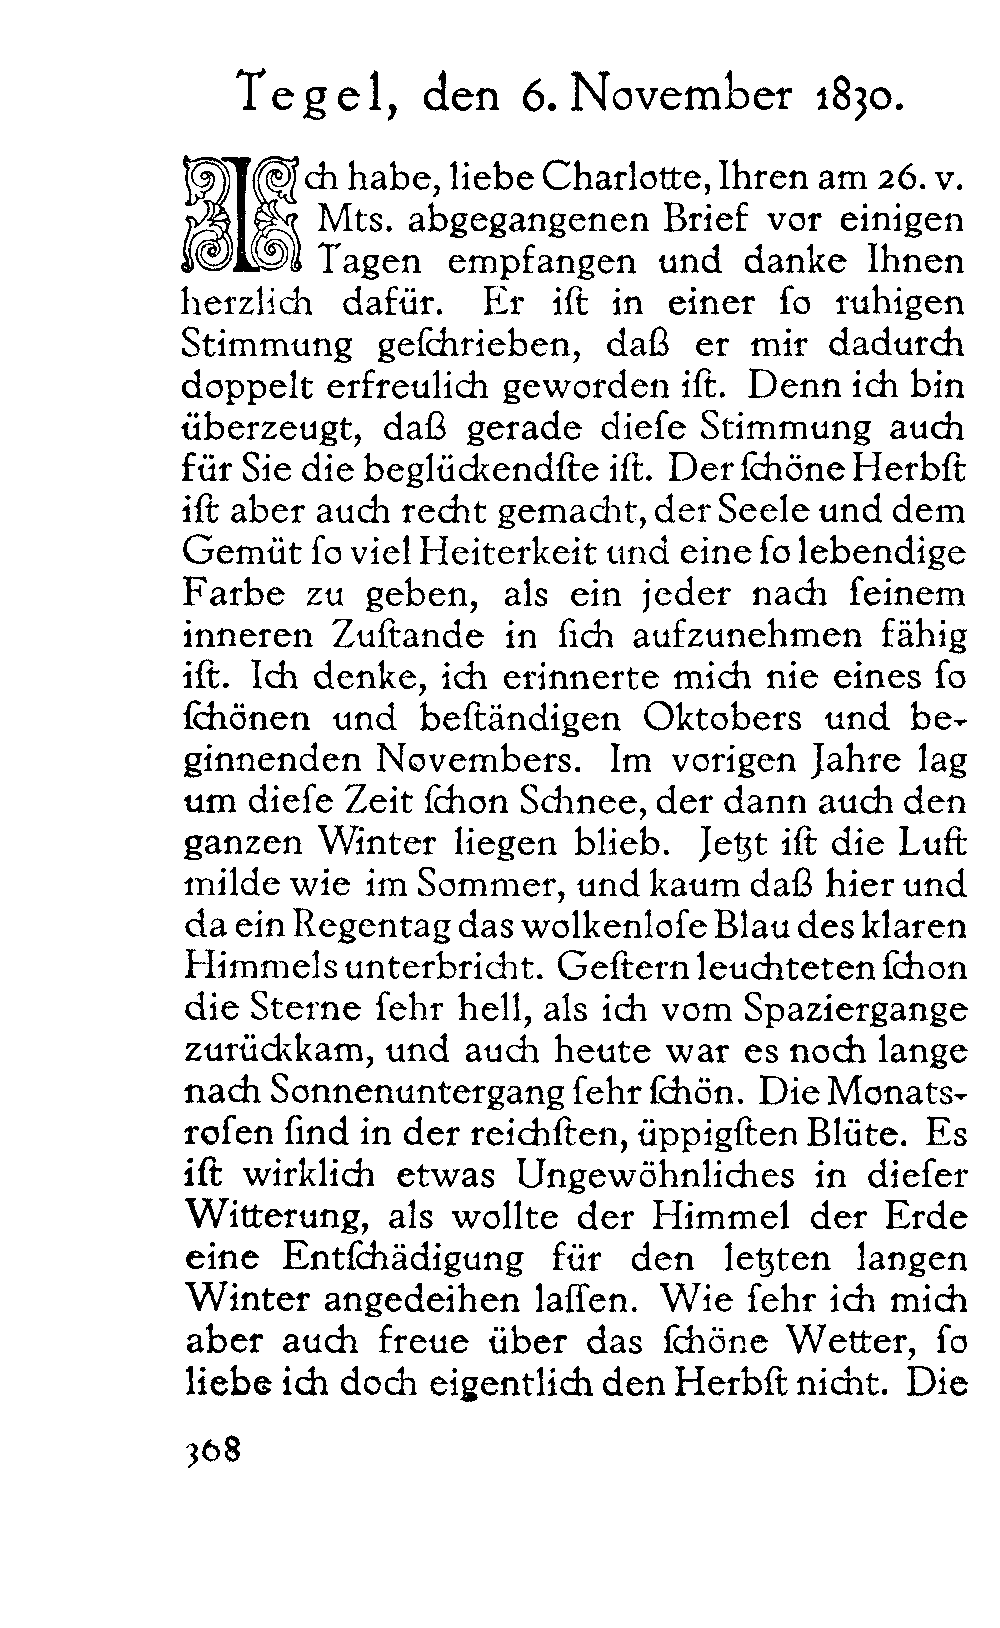 Tegel, den 6. November 1830.
Ich habe, liebe Charlotte, Ihren am 26. v.
Mts. abgegangenen Brief vor einigen
Tagen empfangen und danke Ihnen
herzlich dafür. Er iſt in einer ſo ruhigen
Stimmung geſchrieben, daß er mir dadurch
doppelt erfreulich geworden iſt. Denn ich bin
überzeugt, daß gerade dieſe Stimmung auch
für Sie die beglückendſte iſt. Der ſchöne Herbſt
iſt aber auch recht gemacht, der Seele und dem
Gemüt ſo viel Heiterkeit und eine ſo lebendige
Farbe zu geben, als ein jeder nach ſeinem
inneren Zuſtande in ſich aufzunehmen fähig
iſt. Ich denke, ich erinnerte mich nie eines ſo
ſchönen und beſtändigen Oktobers und be-
ginnenden Novembers. Im vorigen Jahre lag
um dieſe Zeit ſchon Schnee, der dann auch den
ganzen Winter liegen blieb. Jetzt iſt die Luft
milde wie im Sommer, und kaum daß hier und
da ein Regentag das wolkenloſe Blau des klaren
Himmels unterbricht. Geſtern leuchteten ſchon
die Sterne ſehr hell, als ich vom Spaziergange
zurückkam, und auch heute war es noch lange
nach Sonnenuntergang ſehr ſchön. Die Monats-
roſen ſind in der reichſten, üppigſten Blüte. Es
iſt wirklich etwas Ungewöhnliches in dieſer
Witterung, als wollte der Himmel der Erde
eine Entſchädigung für den letzten langen
Winter angedeihen laſſen. Wie ſehr ich mich
aber auch freue über das ſchöne Wetter, ſo
liebe ich doch eigentlich den Herbſt nicht. Die
368